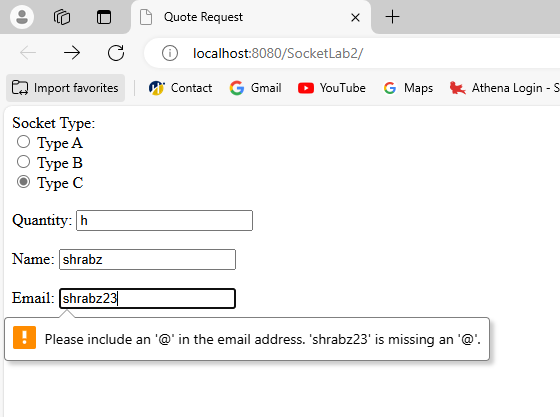 Quote Request
localhost:8080/SocketLab2/
Import favorites Contact Gmail YouTube Maps Athena Login - S
Socket Type:
Type A
Type B
Type C
Quantity: h
Name: shrabz
Email: shrabz23
Please include an '@' in the email address. 'shrabz23' is missing an '@'.